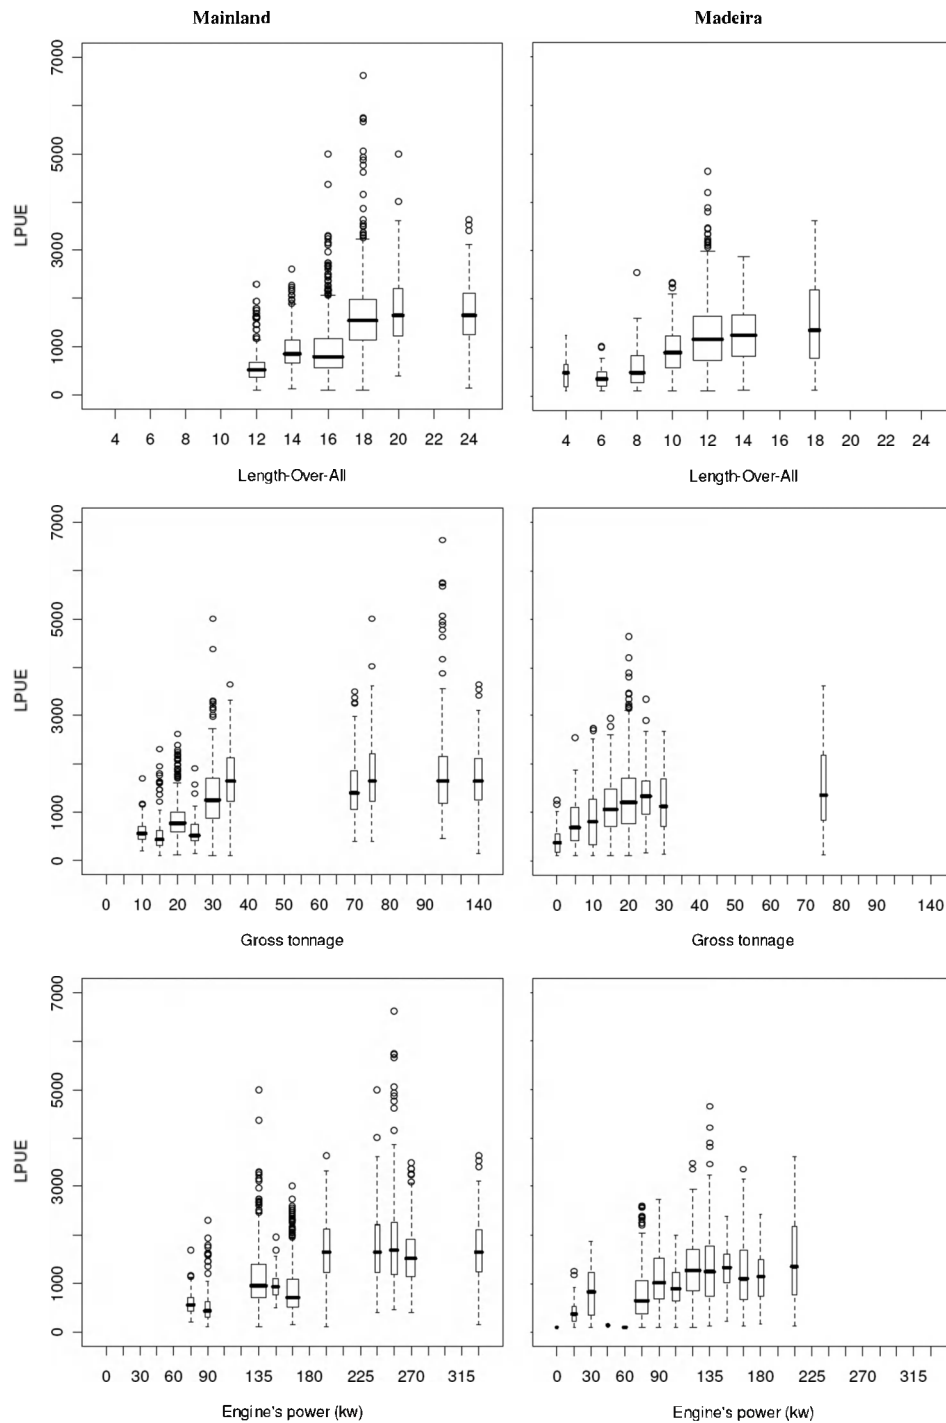 Mainland Madeira
7000
5000
3000
1000
0
LPUE
4 6 8 10 12 14 16 18 20 22 24
4 6 8 10 12 14 16 18 20 22 24
Length-Over-All
Length-Over-All
7000
5000
3000
1000
0
LPUE
0 10 20 30 40 50 60 70 80 90 140
0 10 20 30 40 50 60 70 80 90 140
Gross tonnage
Gross tonnage
7000
5000
3000
1000
0
LPUE
0 30 60 90 135 180 225 270 315
0 30 60 90 135 180 225 270 315
Engine's power (kw)
Engine's power (kw)